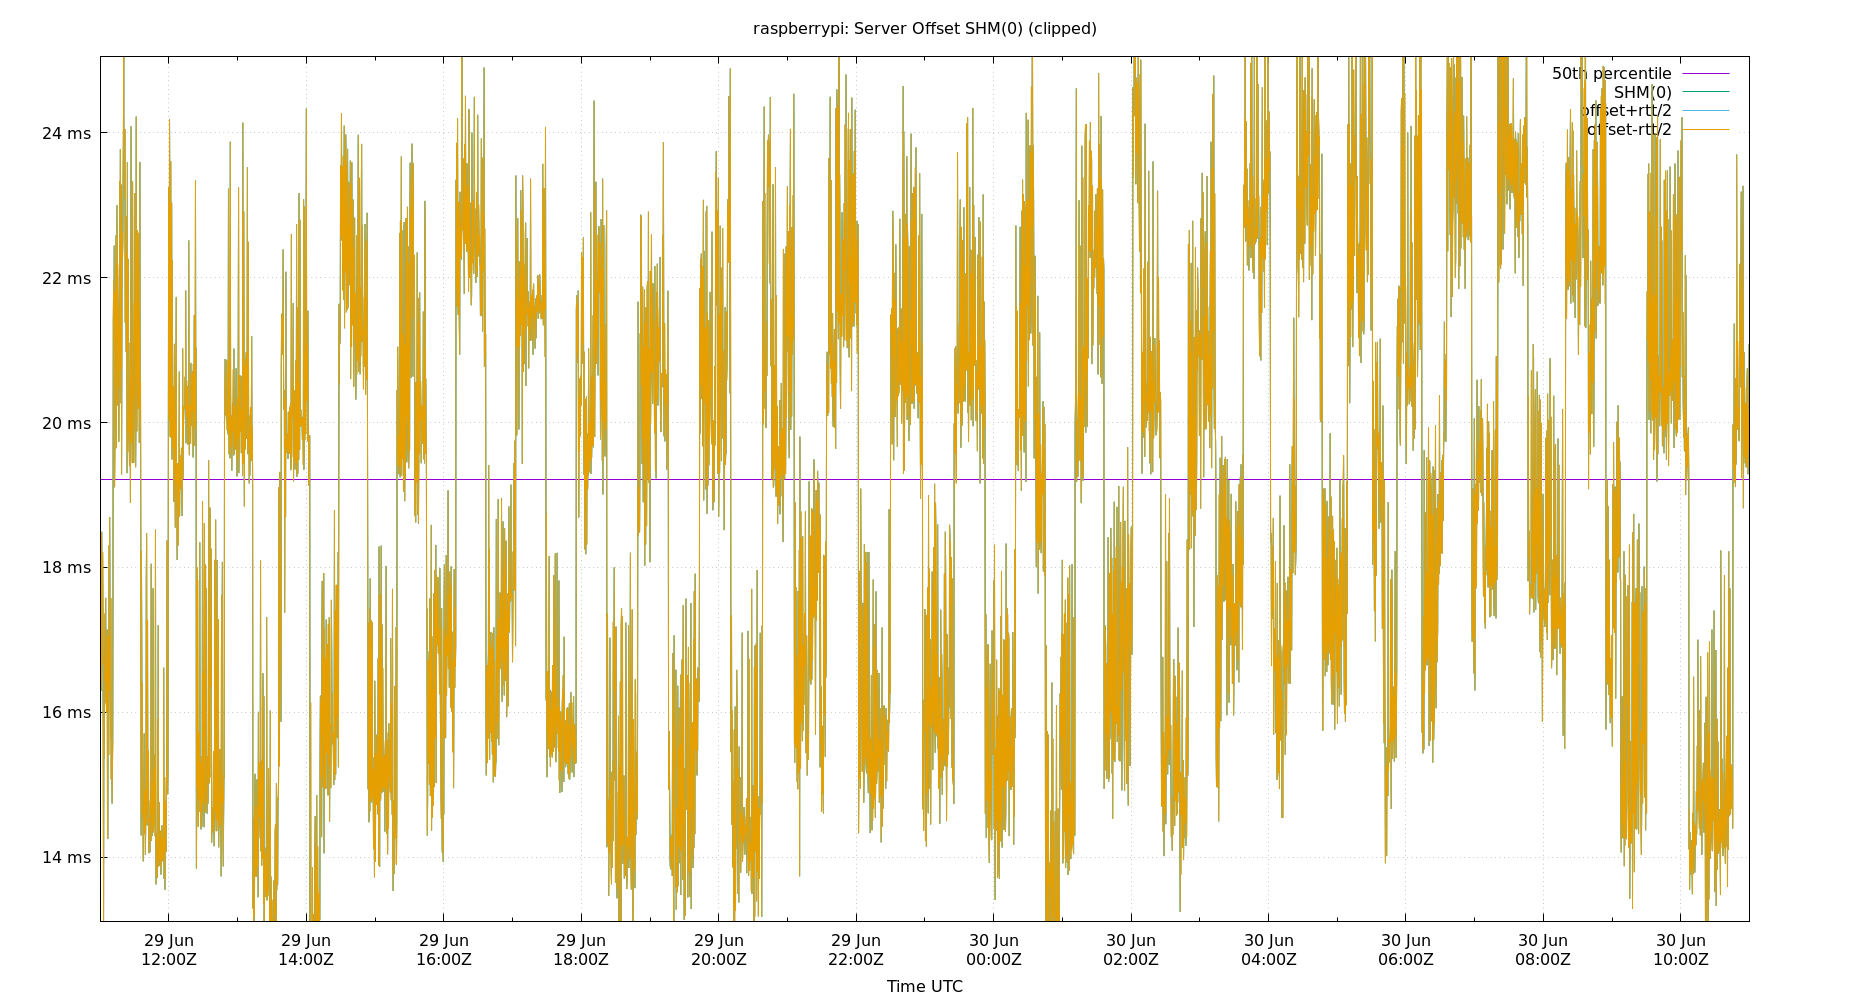 raspberrypi: Server Offset SHM(0) (clipped)
50th percentile
SHM(0)
offset+rtt/2
offset-rtt/2
24 ms
22 ms
20 ms
18 ms
16 ms
14 ms
29 Jun 29 Jun 29 Jun 29 Jun 29 Jun 29 Jun 30 Jun 30 Jun 30 Jun 30 Jun 30 Jun 30 Jun
12:00Z 14:00Z 16:00Z 18:00Z 20:00Z 22:00Z 00:00Z 02:00Z 04:00Z 06:00Z 08:00Z 10:00Z
Time UTC